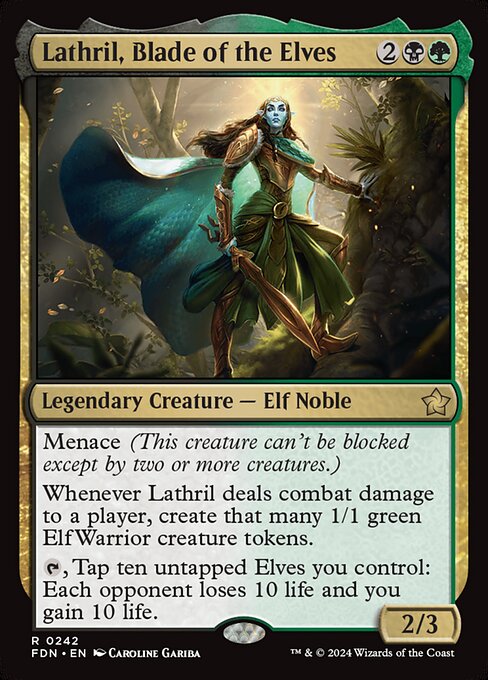 Lathril, Blade of the Elves 2
Legendary Creature — Elf Noble
Menace (This creature can't be blocked
except by two or more creatures.)
Whenever Lathril deals combat damage
to a player, create that many 1/1 green
Elf Warrior creature tokens.
, Tap ten untapped Elves you control:
Each opponent loses 10 life and you
gain 10 life.
2/3
R 0242
FDN • EN CAROLINE GARIBA
™ & © 2024 Wizards of the Coast